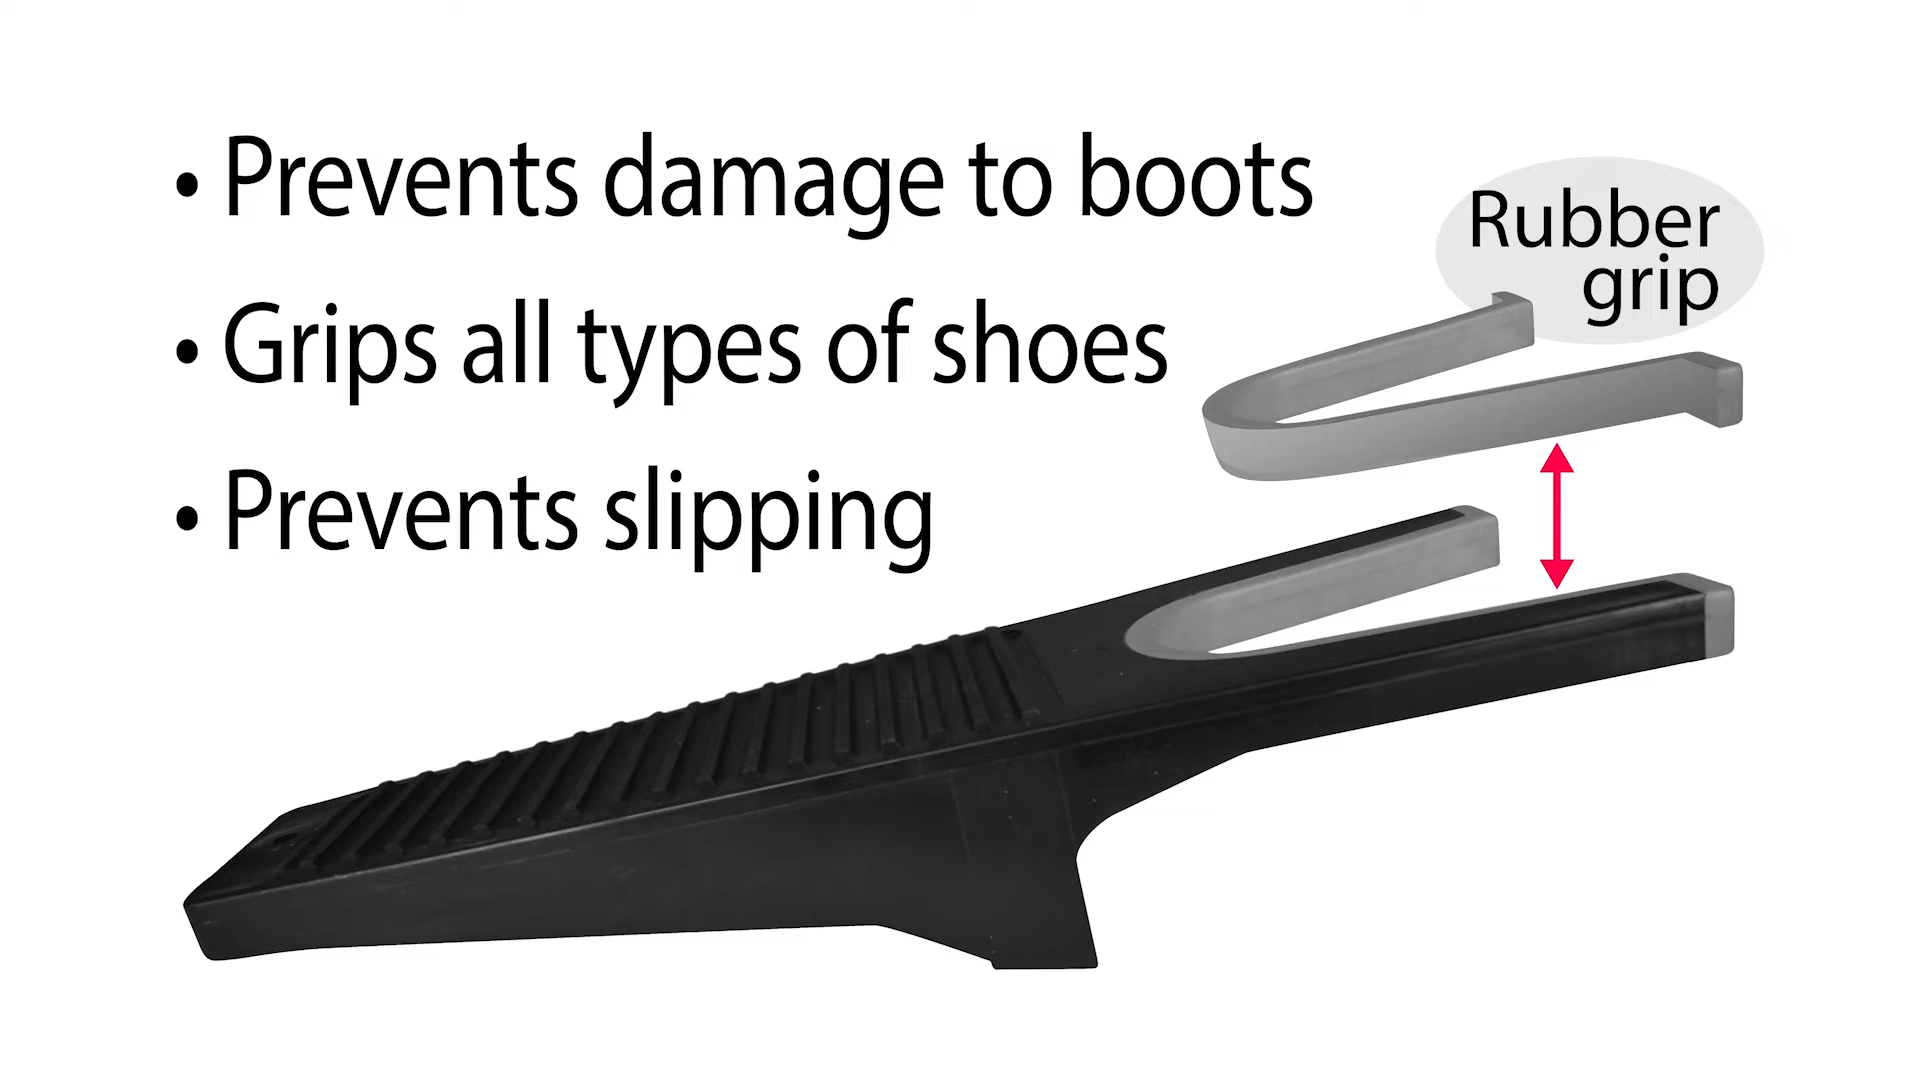 • Prevents damage to boots
• Grips all types of shoes
• Prevents slipping
Rubber
grip